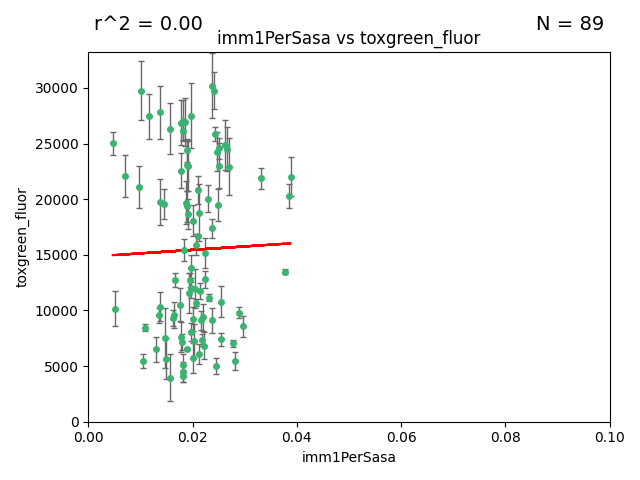 r^2 = 0.00
N = 89
imm1PerSasa vs toxgreen_fluor
30000
25000
20000
15000
10000
5000
0
toxgreen_fluor
0.00 0.02 0.04 0.06 0.08 0.10
imm1PerSasa